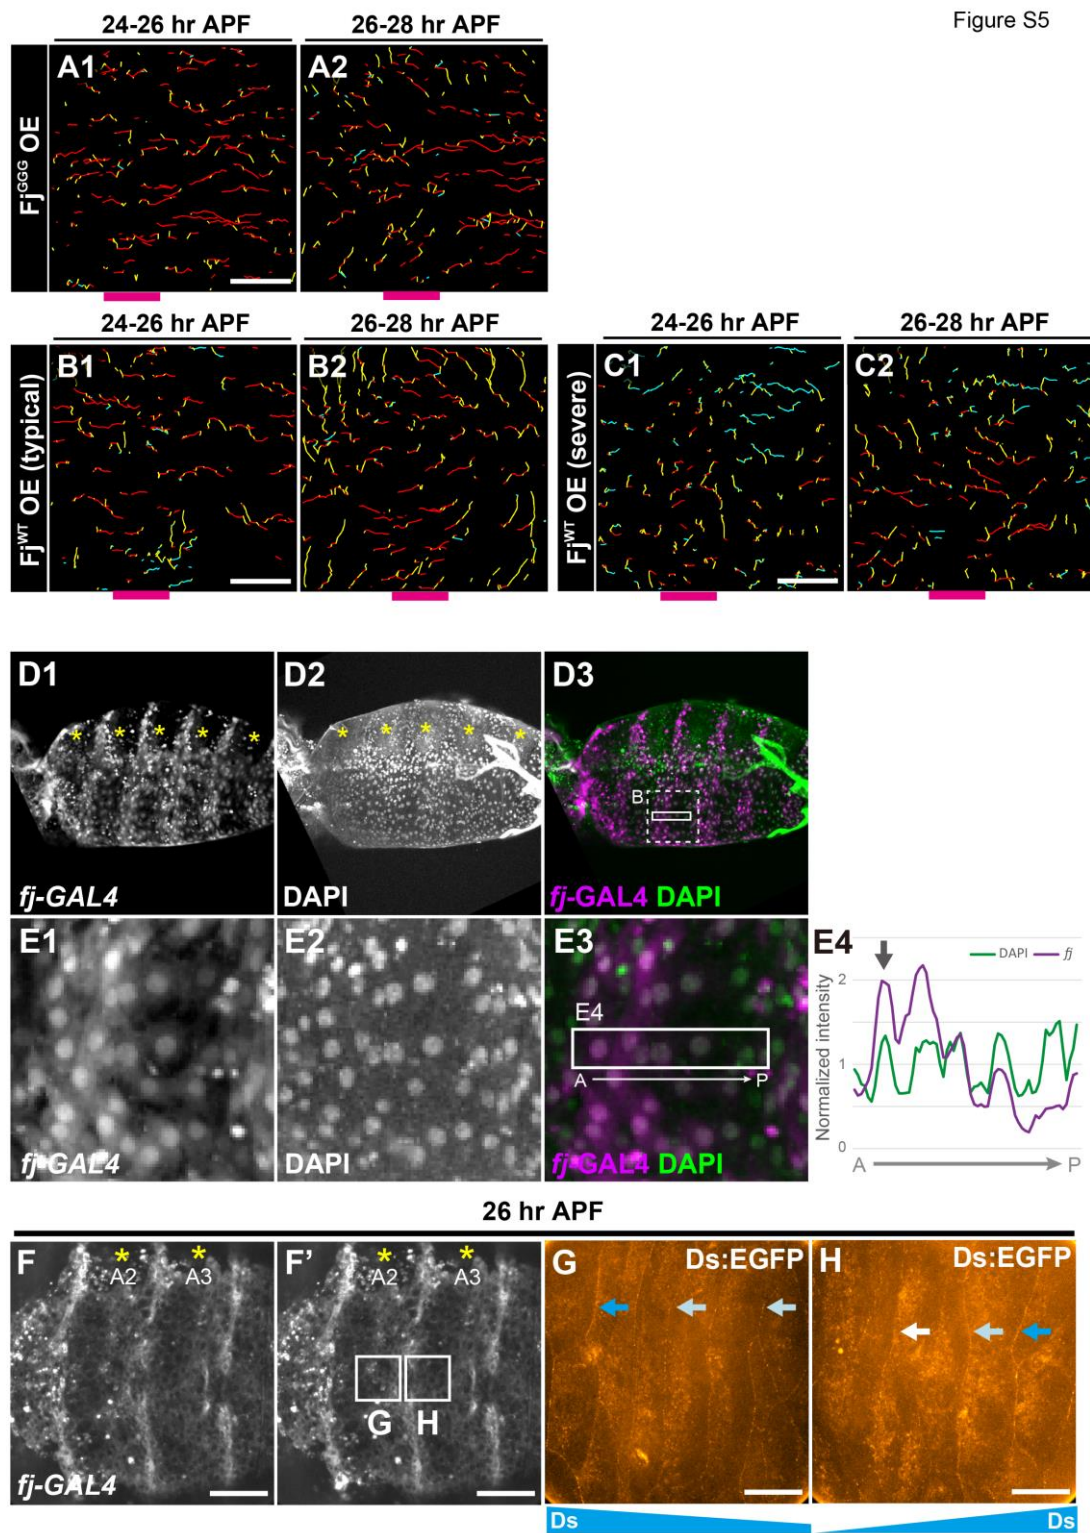 Figure S5
24-26 hr APF
26-28 hr APF
Fj^GGG OE
A1
A2
24-26 hr APF
26-28 hr APF
24-26 hr APF
26-28 hr APF
Fj^WT OE (typical)
B1
B2
Fj^WT OE (severe)
C1
C2
D1
* * * * *
fj-GAL4
D2
* * * * *
DAPI
D3
B
fj-GAL4 DAPI
E1
fj-GAL4
E2
DAPI
E3
E4
A P
fj-GAL4 DAPI
E4
DAPI fj
Normalized intensity
2
1
0
A P
26 hr APF
F
* *
A2 A3
fj-GAL4
F'
* *
A2 A3
G H
G Ds:EGFP
H Ds:EGFP
Ds
Ds